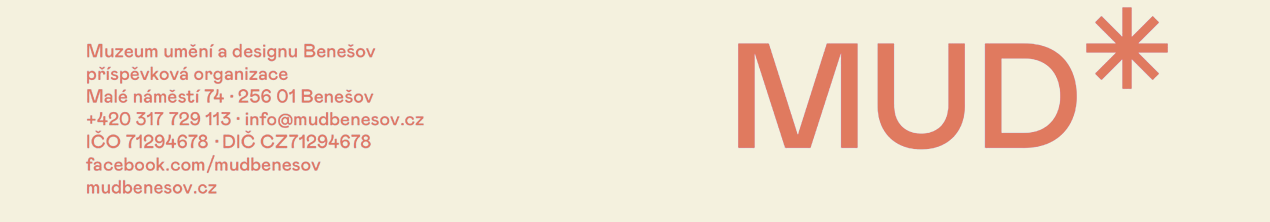 Muzeum umění a designu Benešov
příspěvková organizace
Malé náměstí 74 · 256 01 Benešov
+420 317 729 113 · info@mudbenesov.cz
IČO 71294678 · DIČ CZ71294678
facebook.com/mudbenesov
mudbenesov.cz
MUD*